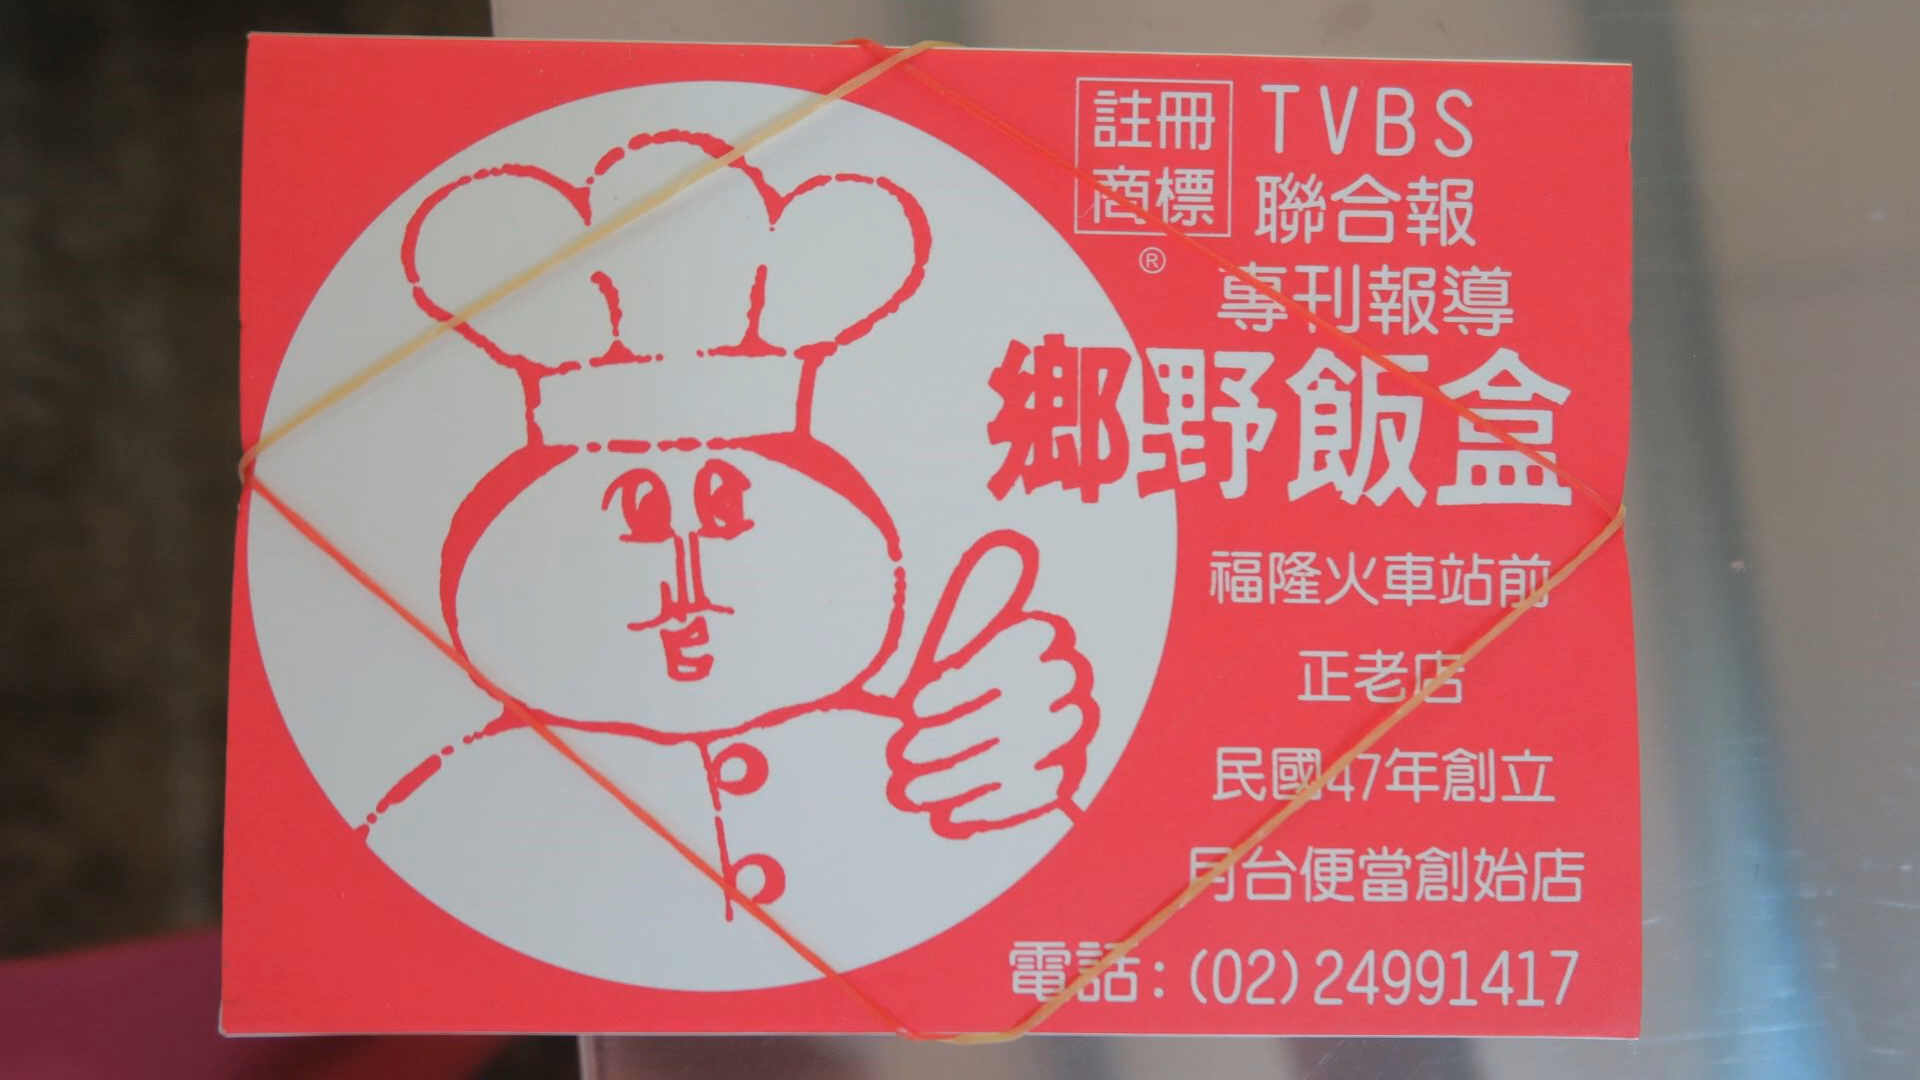 註冊
商標
®
TVBS
聯合報
專刊報導
鄉野飯盒
福隆火車站前
正老店
民國47年創立
月台便當創始店
電話：(02)24991417